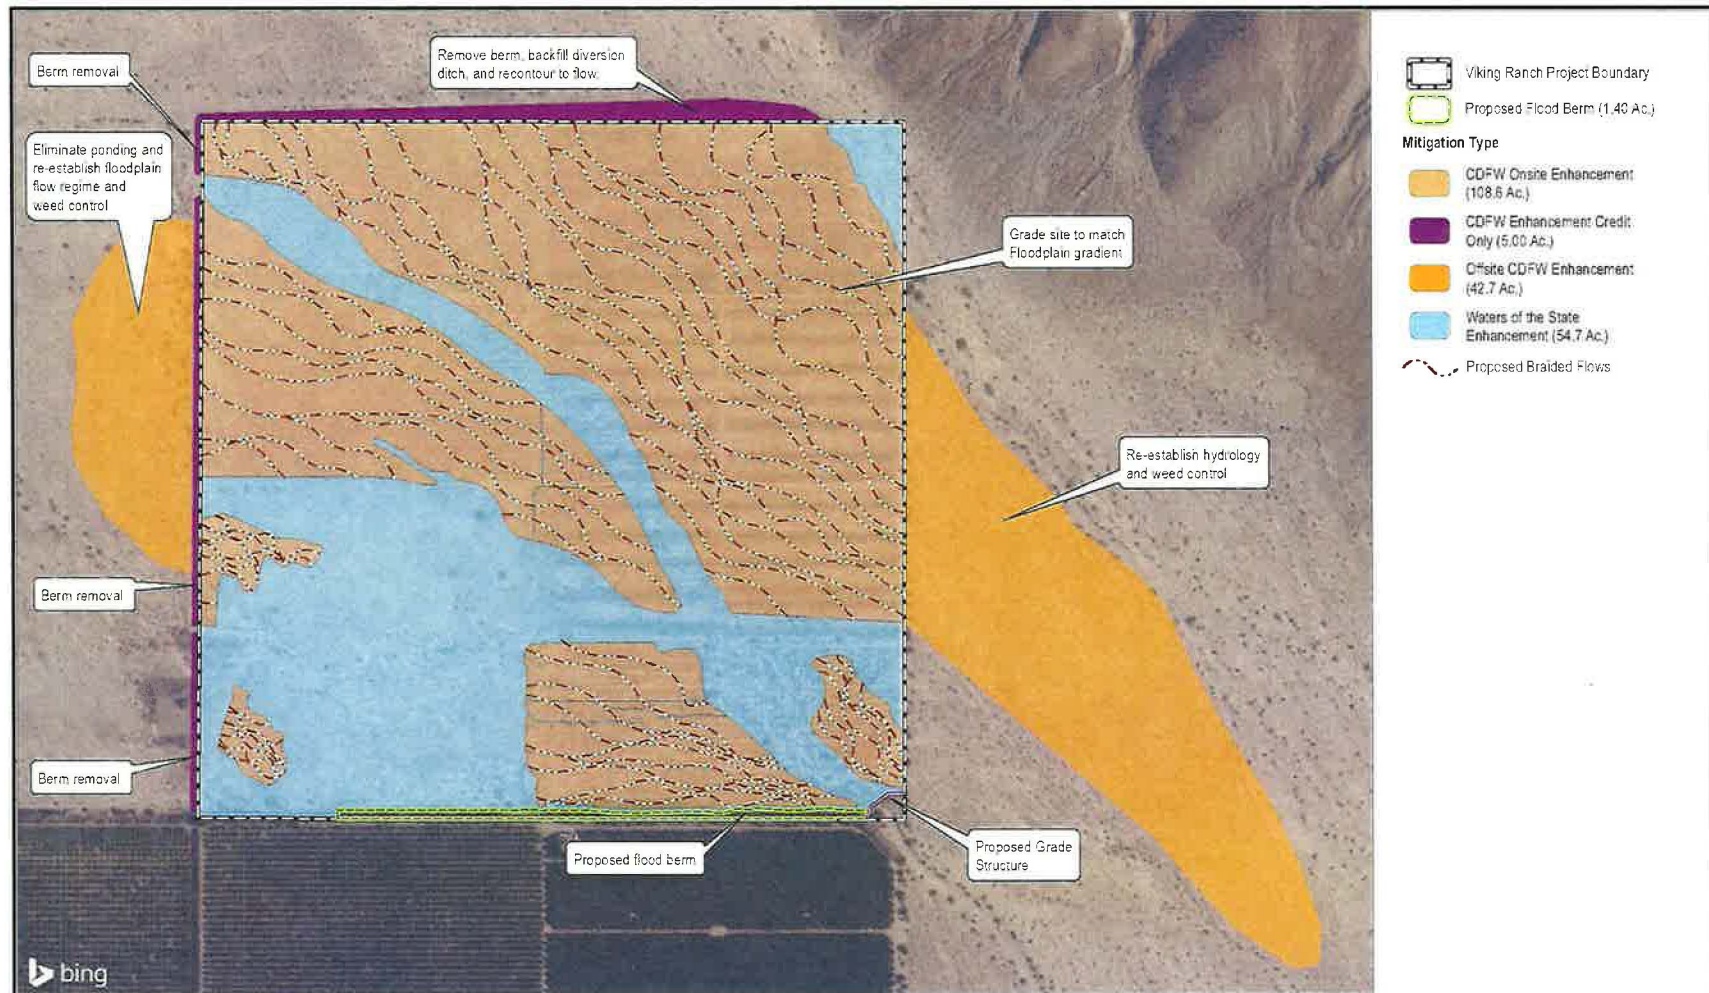 Berm removal
Remove berm, backfill diversion
ditch, and recontour to flow.
Eliminate ponding and
re-establish floodplain
flow regime and
weed control
Grade site to match
Floodplain gradient
Re-establish hydrology
and weed control
Berm removal
Berm removal
Proposed flood berm
Proposed Grade
Structure
bing
Viking Ranch Project Boundary
Proposed Flood Berm (1.40 Ac.)
Mitigation Type
CDFW Onsite Enhancement
(108.6 Ac.)
CDFW Enhancement Credit
Only (5.00 Ac.)
Offsite CDFW Enhancement
(42.7 Ac.)
Waters of the State
Enhancement (54.7 Ac.)
Proposed Braided Flows